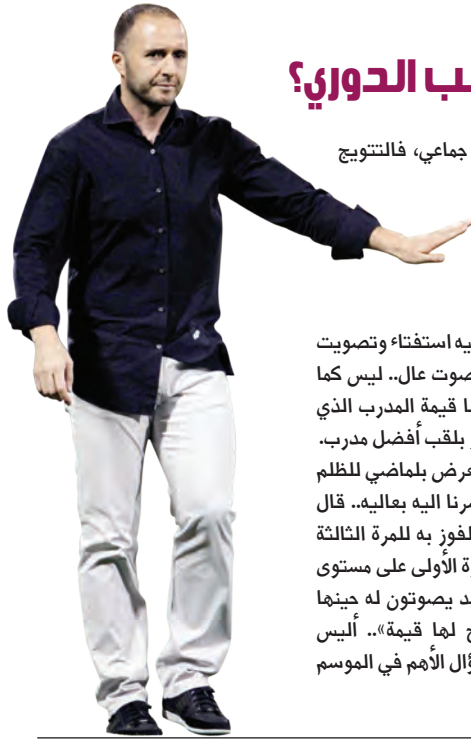 ب الدوري؟
جماعي، فالتتويج
يه استفتاء وتصويت
صوت عال.. ليس كما
ا قيمة المدرب الذي
بلقب أفضل مدرب.
عرض بلماضي للظلم
شرنا اليه بعاليه.. قال
لفوز به للمرة الثالثة
ة الأولى على مستوى
د يصوتون له حينها
ج لها قيمة».. أليس
ؤال الأهم في الموسم